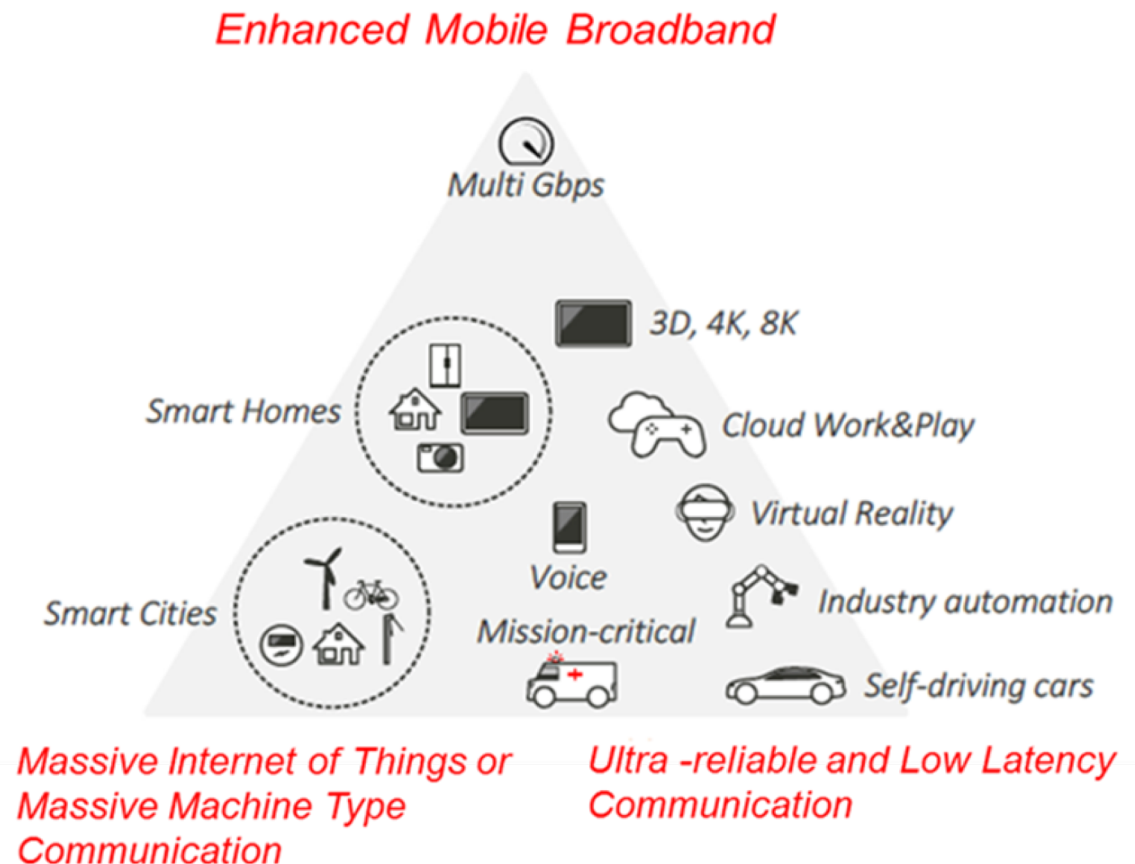 Enhanced Mobile Broadband
Multi Gbps
3D, 4K, 8K
Smart Homes
Cloud Work&Play
Virtual Reality
Voice
Smart Cities
Industry automation
Mission-critical
Self-driving cars
Massive Internet of Things or
Massive Machine Type
Communication
Ultra -reliable and Low Latency
Communication